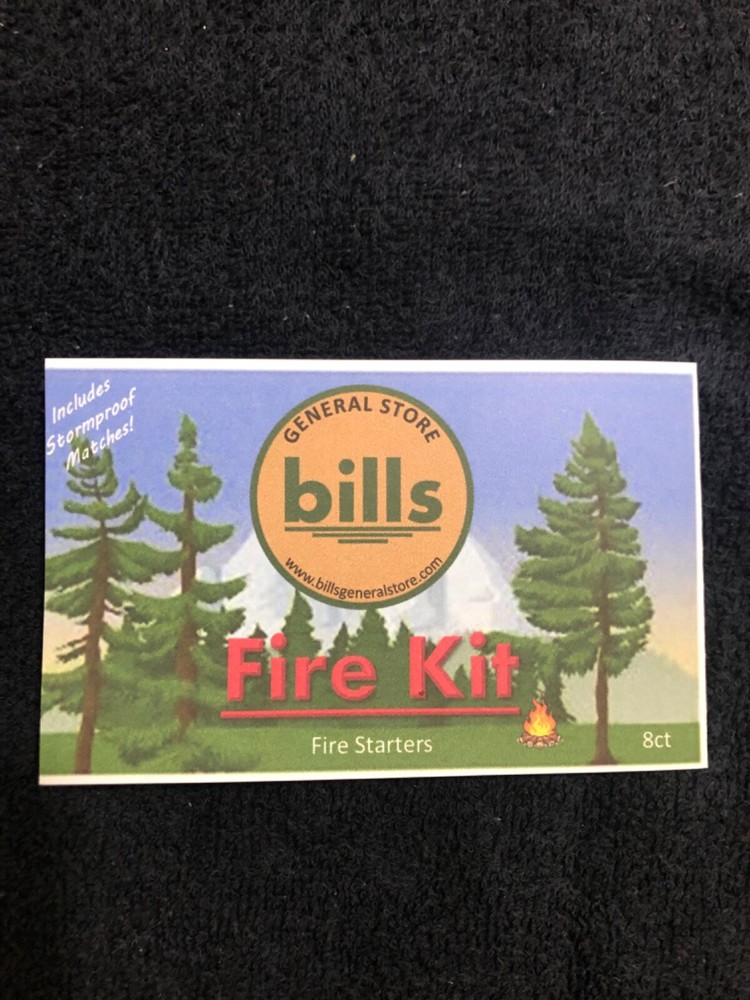 Includes
Stormproof
Matches!
GENERAL STORE
bills
www.billsgeneralstore.com
Fire Kit
Fire Starters
8ct